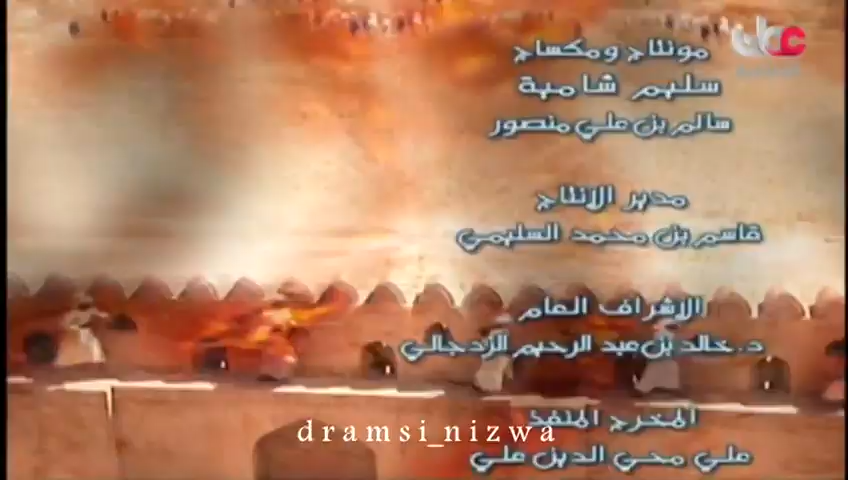 مونتاج ومكساج
سليم شامية
سالم بن علي منصور
مدير الإنتاج
قاسم بن محمد السليمي
الإشراف العام
د. خالد بن عبد الرحيم الزدجالي
المخرج المنفذ
dramsi_nizwa
علي محي الدين علي